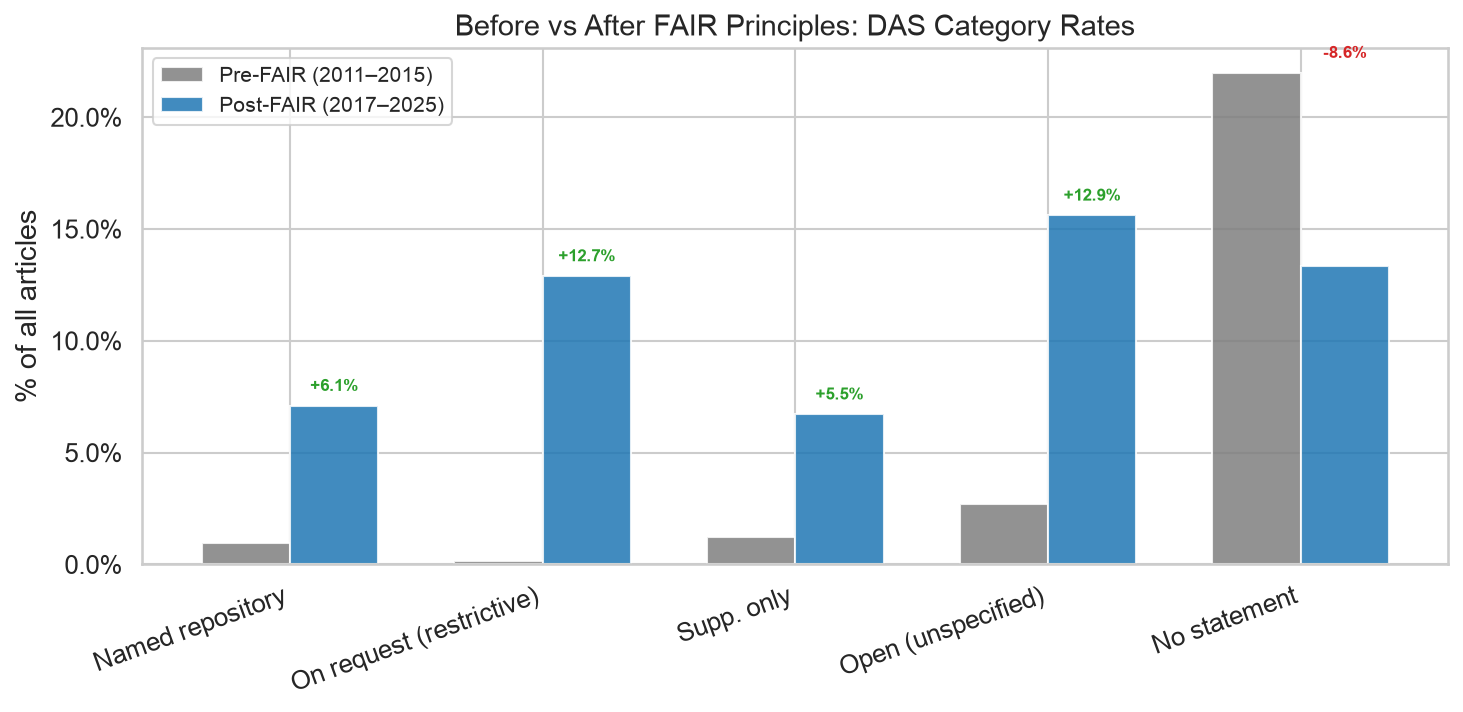 Before vs After FAIR Principles: DAS Category Rates
Pre-FAIR (2011–2015)
Post-FAIR (2017–2025)
% of all articles
20.0%
15.0%
10.0%
5.0%
0.0%
+6.1%
+12.7%
+5.5%
+12.9%
-8.6%
Named repository
On request (restrictive)
Supp. only
Open (unspecified)
No statement